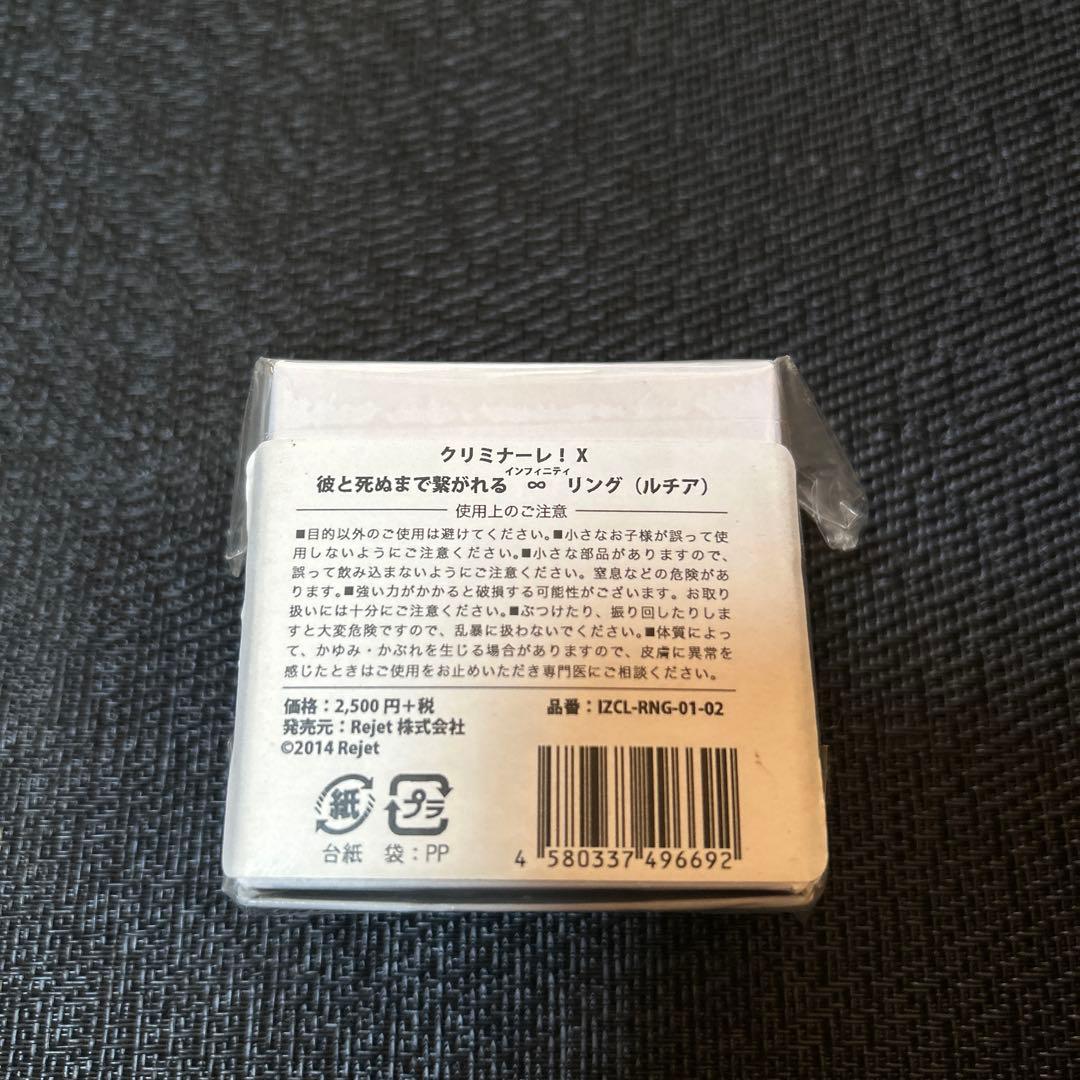 クリミナーレ！X
インフィニティ
彼と死ぬまで繋がれる ∞ リング（ルチア）
使用上のご注意
■目的以外のご使用は避けてください。■小さなお子様が誤って使
用しないようにご注意ください。■小さな部品がありますので、
誤って飲み込まないようにご注意ください。窒息などの危険があ
ります。■強い力がかかると破損する可能性がございます。お取り
扱いには十分にご注意ください。■ぶつけたり、振り回したりしま
すと大変危険ですので、乱暴に扱わないでください。■体質によっ
て、かゆみ・かぶれを生じる場合がありますので、皮膚に異常を
感じたときはご使用をお止めいただき専門医にご相談ください。
価格：2,500 円＋税 品番：IZCL-RNG-01-02
発売元：Rejet 株式会社
©2014 Rejet
紙 プラ
台紙 袋：PP
4 580337 496692